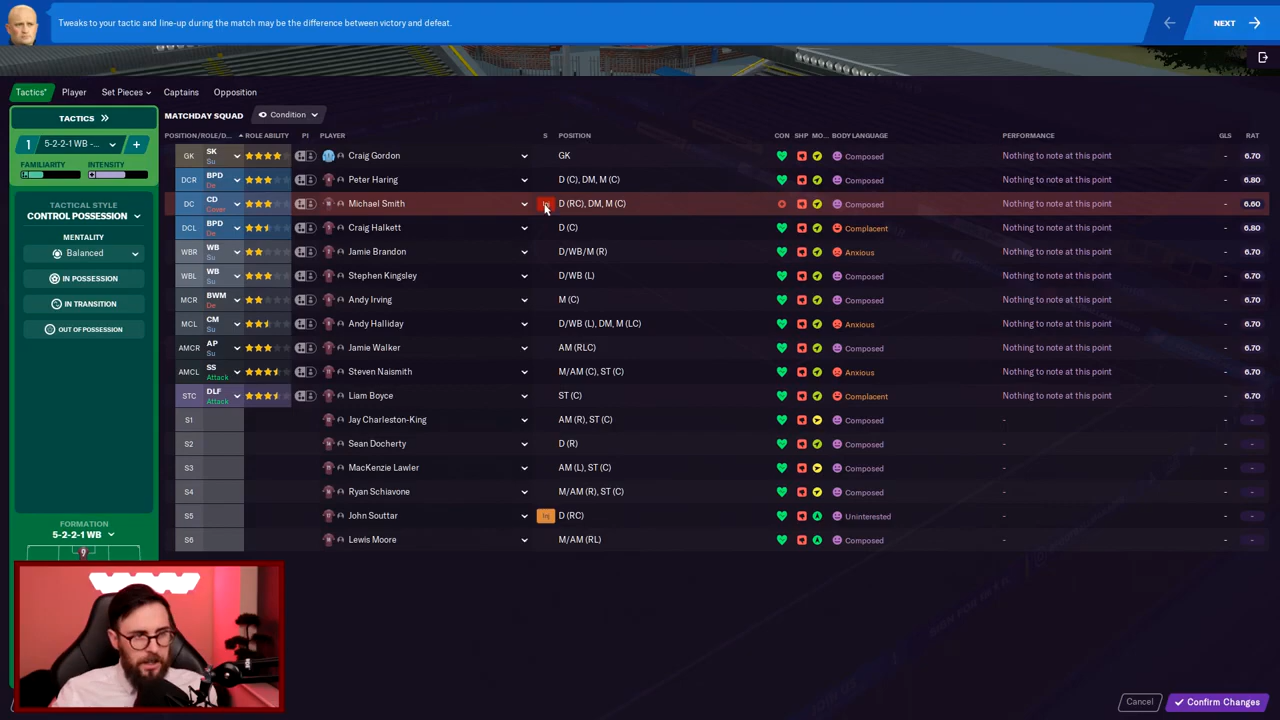 Tweaks to your tactic and line-up during the match may be the difference between victory and defeat.
NEXT
Tactics* Player Set Pieces Captains Opposition
TACTICS
1 5-2-2-1 WB -... +
FAMILIARITY INTENSITY
TACTICAL STYLE
CONTROL POSSESSION
MENTALITY
Balanced
IN POSSESSION
IN TRANSITION
OUT OF POSSESSION
FORMATION
5-2-2-1 WB
9
MATCHDAY SQUAD Condition
POSITION/ROLE/D... ROLE ABILITY PI PLAYER S POSITION CON SHP MO... BODY LANGUAGE PERFORMANCE GLS RAT
GK SK Su Craig Gordon GK Composed Nothing to note at this point - 6.70
DCR BPD De Peter Haring D (C), DM, M (C) Composed Nothing to note at this point - 6.80
DC CD Cover Michael Smith D (RC), DM, M (C) Composed Nothing to note at this point - 6.60
DCL BPD De Craig Halkett D (C) Complacent Nothing to note at this point - 6.80
WBR WB Su Jamie Brandon D/WB/M (R) Anxious Nothing to note at this point - 6.70
WBL WB Su Stephen Kingsley D/WB (L) Composed Nothing to note at this point - 6.70
MCR BWM De Andy Irving M (C) Composed Nothing to note at this point - 6.70
MCL CM Su Andy Halliday D/WB (L), DM, M (LC) Anxious Nothing to note at this point - 6.70
AMCR AP Su Jamie Walker AM (RLC) Composed Nothing to note at this point - 6.70
AMCL SS Attack Steven Naismith M/AM (C), ST (C) Anxious Nothing to note at this point - 6.70
STC DLF Attack Liam Boyce ST (C) Complacent Nothing to note at this point - 6.70
S1 Jay Charleston-King AM (R), ST (C) Composed - - -
S2 Sean Docherty D (R) Composed - - -
S3 MacKenzie Lawler AM (L), ST (C) Composed - - -
S4 Ryan Schiavone M/AM (R), ST (C) Composed - - -
S5 John Souttar Inj D (RC) Uninterested - - -
S6 Lewis Moore M/AM (RL) Composed - - -
Cancel Confirm Changes